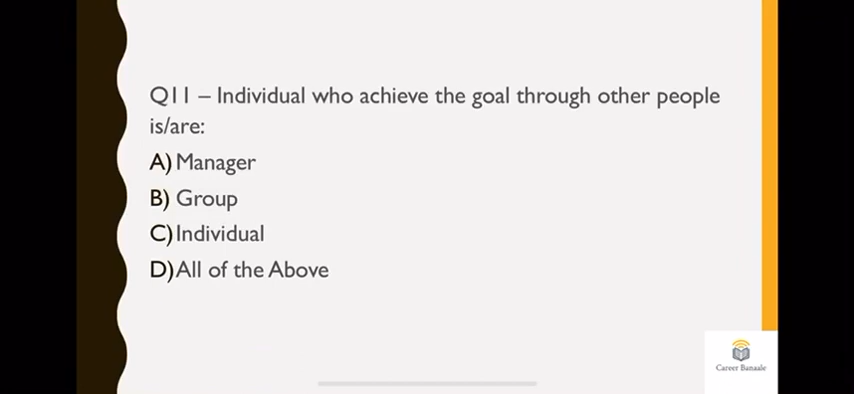 Q11 – Individual who achieve the goal through other people
is/are:
A) Manager
B) Group
C) Individual
D) All of the Above
Career Banaale